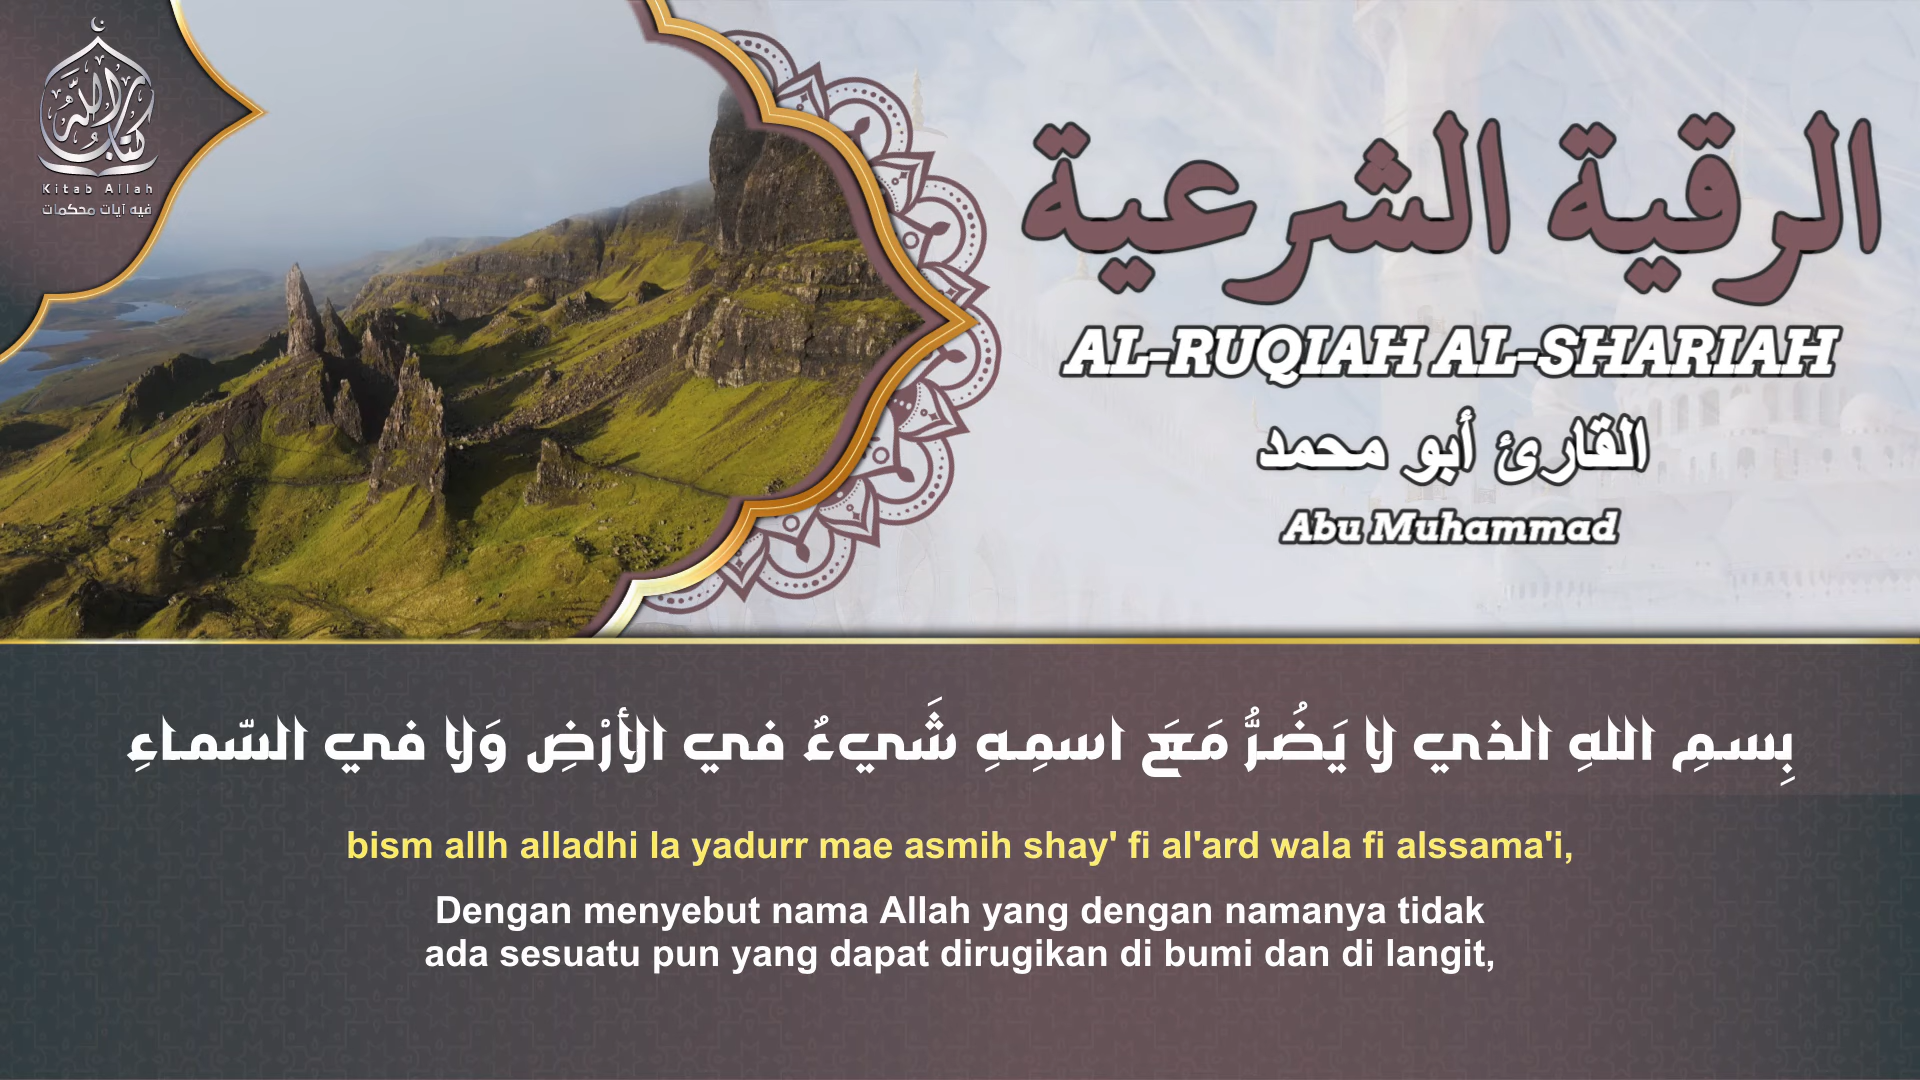 كتاب الله
Kitab Allah
فيه آيات محكمات
الرقية الشرعية
AL-RUQIAH AL-SHARIAH
القارئ أبو محمد
Abu Muhammad
بِسمِ اللهِ الذي لا يَضُرُّ مَعَ اسمِهِ شَيءٌ في الأرْضِ وَلا في السّماءِ
bism allh alladhi la yadurr mae asmih shay' fi al'ard wala fi alssama'i,
Dengan menyebut nama Allah yang dengan namanya tidak
ada sesuatu pun yang dapat dirugikan di bumi dan di langit,